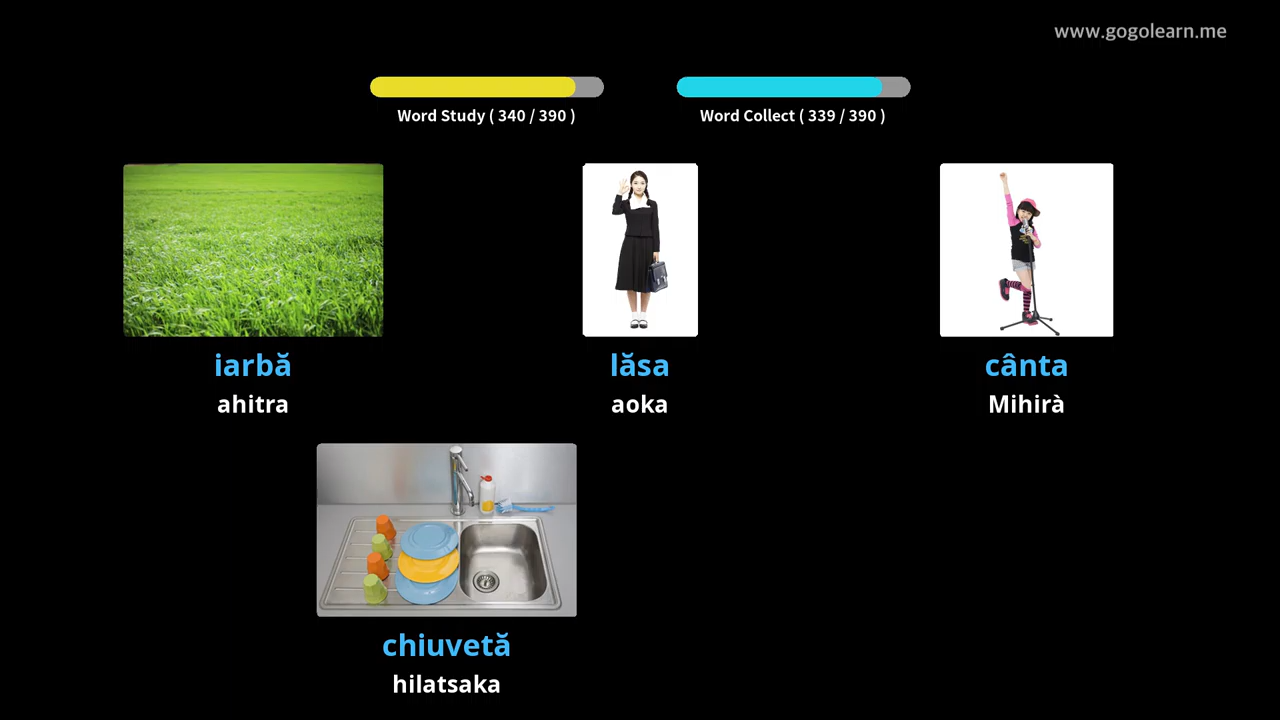 www.gogolearn.me
Word Study ( 340 / 390 )
Word Collect ( 339 / 390 )
iarbă
ahitra
lăsa
aoka
cânta
Mihirà
chiuvetă
hilatsaka